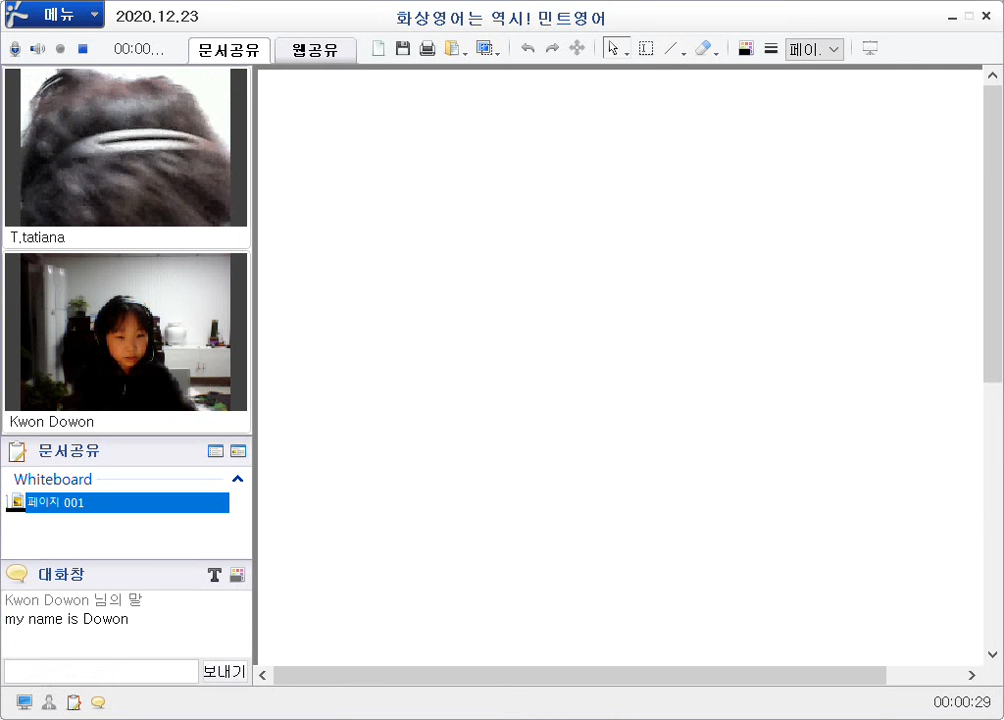 메뉴
2020.12.23
화상영어는 역시! 민트영어
00:00...
문서공유
웹공유
페이.
T.tatiana
Kwon Dowon
문서공유
Whiteboard
페이지 001
대화창
T
Kwon Dowon 님의 말
my name is Dowon
보내기
00:00:29